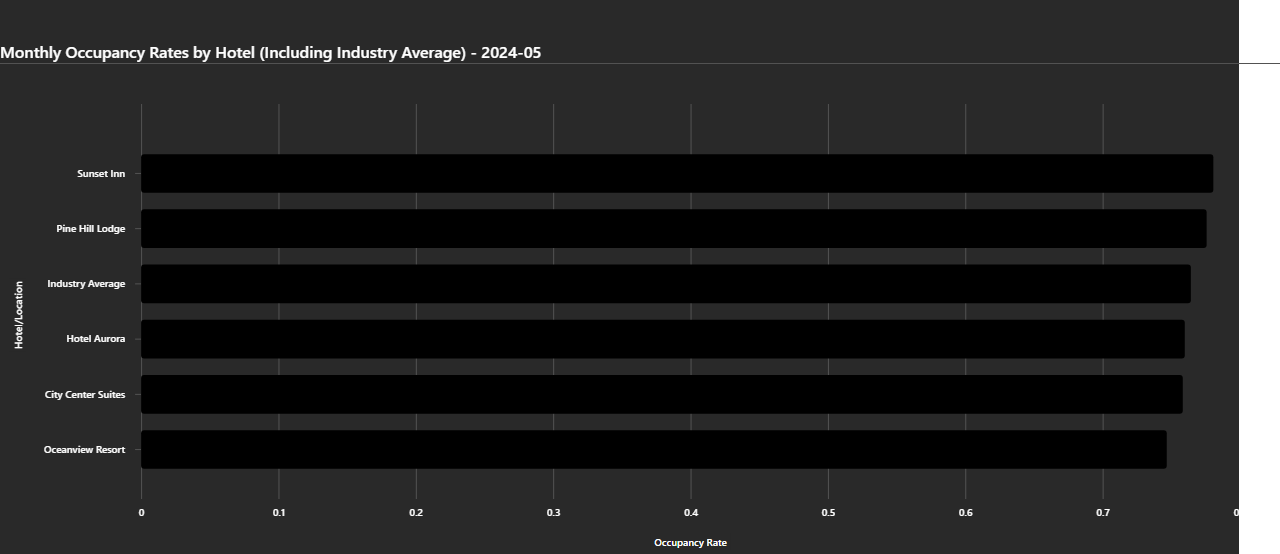 Monthly Occupancy Rates by Hotel (Including Industry Average) - 2024-05
Sunset Inn
Pine Hill Lodge
Industry Average
Hotel Aurora
City Center Suites
Oceanview Resort
Hotel/Location
0 0.1 0.2 0.3 0.4 0.5 0.6 0.7 0
Occupancy Rate